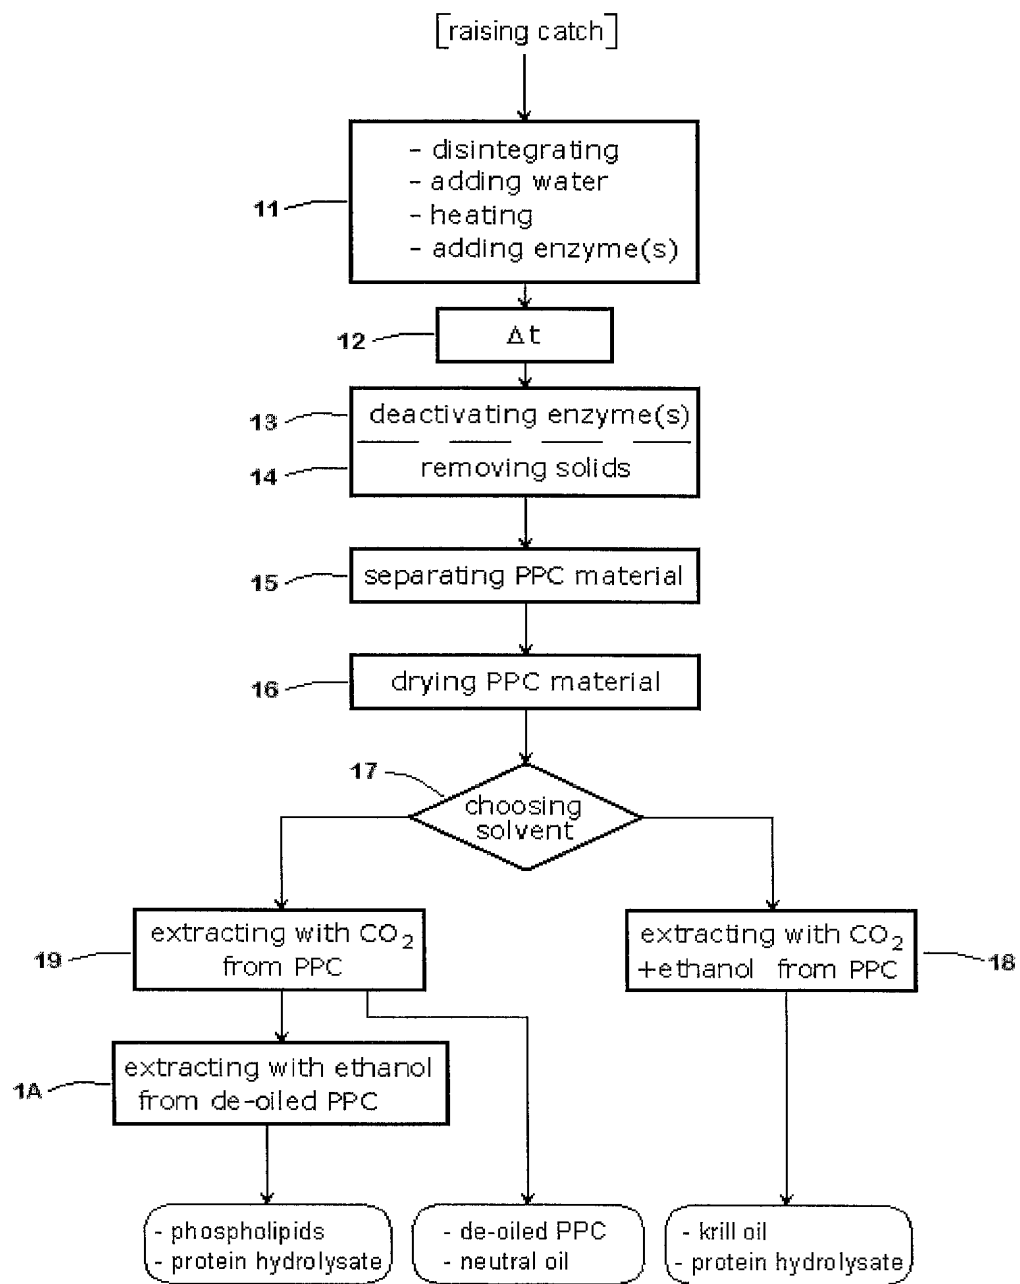 [raising catch]
- disintegrating
- adding water
- heating
- adding enzyme(s)
11
Δt
12
deactivating enzyme(s)
13
removing solids
14
separating PPC material
15
drying PPC material
16
17
choosing
solvent
extracting with CO₂
from PPC
19
extracting with CO₂
+ethanol from PPC
18
extracting with ethanol
from de-oiled PPC
1A
- phospholipids
- protein hydrolysate
- de-oiled PPC
- neutral oil
- krill oil
- protein hydrolysate